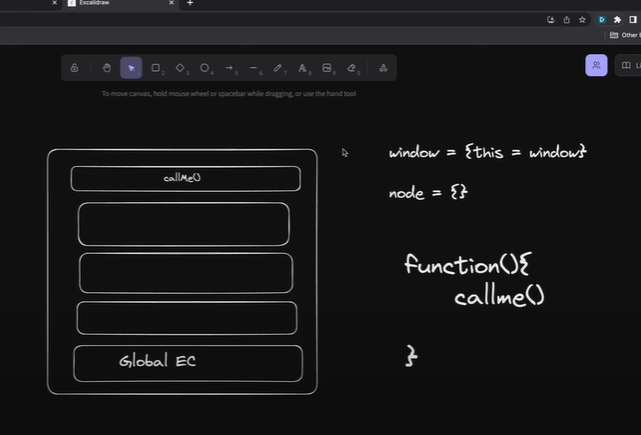 Excalidraw
Other
Li
To move canvas, hold mouse wheel or spacebar while dragging, or use the hand tool
callMe()
Global EC
window = {this = window}
node = {}
function(){
callme()
}